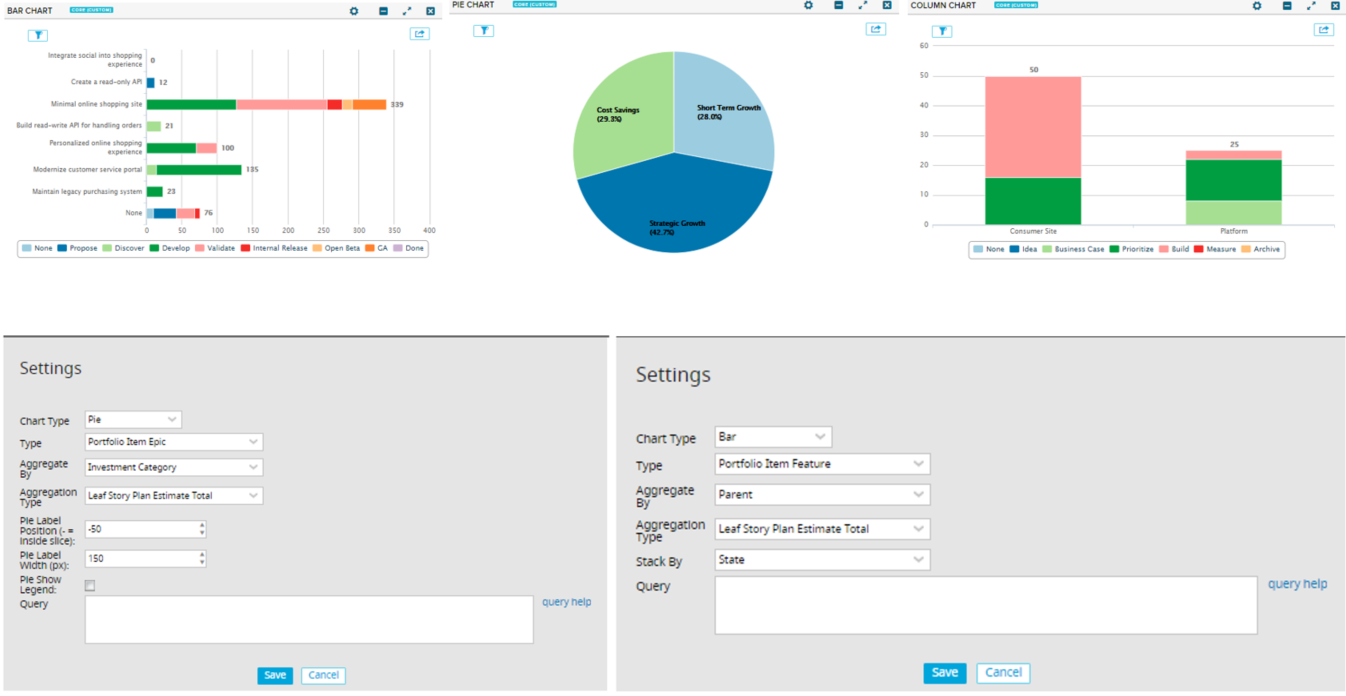 BAR CHART CORE (CUSTOM)
Integrate social into shopping
experience
0
Create a read-only API
12
Minimal online shopping site
339
Build read-write API for handling orders
21
Personalized online shopping
experience
100
Modernize customer service portal
135
Maintain legacy purchasing system
23
None
76
0 50 100 150 200 250 300 350 400
None Propose Discover Develop Validate Internal Release Open Beta GA Done
PIE CHART CORE (CUSTOM)
Cost Savings
(29.3%)
Short Term Growth
(28.0%)
Strategic Growth
(42.7%)
COLUMN CHART CORE (CUSTOM)
60
50
40
30
20
10
0
50
25
Consumer Site Platform
None Idea Business Case Prioritize Build Measure Archive
Settings
Chart Type Pie
Type Portfolio Item Epic
Aggregate
By
Investment Category
Aggregation
Type
Leaf Story Plan Estimate Total
Pie Label
Position (- =
inside slice):
-50
Pie Label
Width (px):
150
Pie Show
Legend:
Query
query help
Save Cancel
Settings
Chart Type Bar
Type Portfolio Item Feature
Aggregate
By
Parent
Aggregation
Type
Leaf Story Plan Estimate Total
Stack By State
Query
query help
Save Cancel